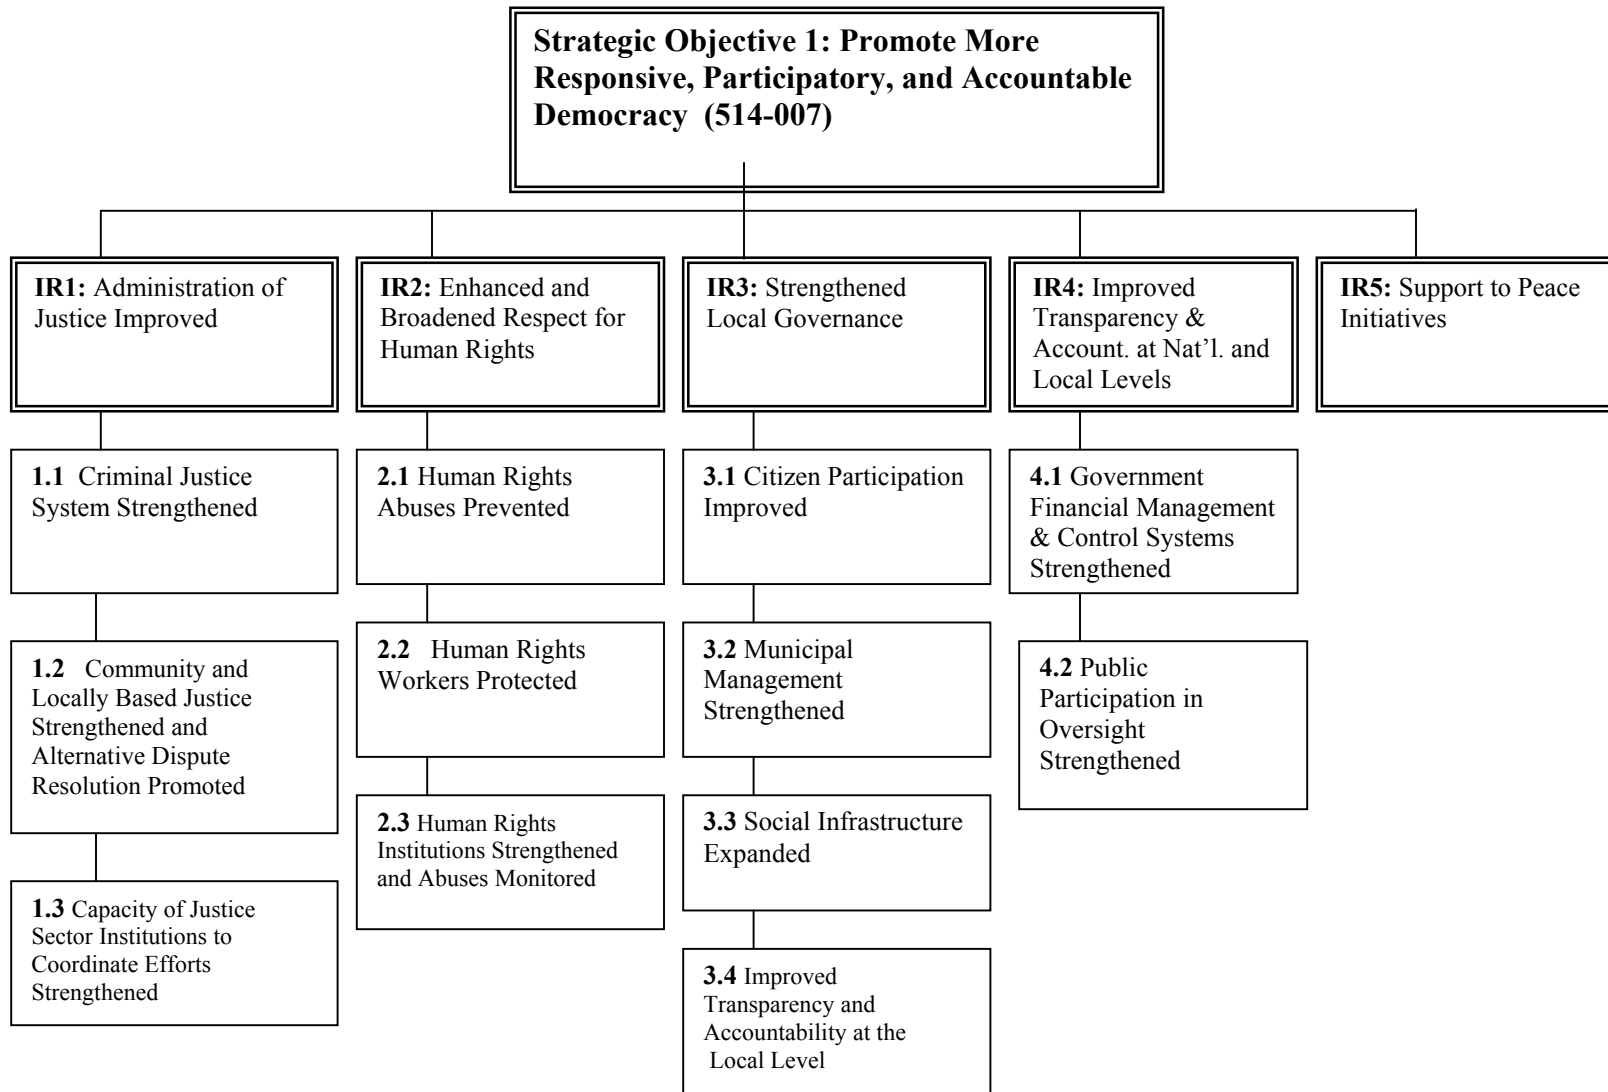 Strategic Objective 1: Promote More
Responsive, Participatory, and Accountable
Democracy (514-007)
IR1: Administration of
Justice Improved
IR2: Enhanced and
Broadened Respect for
Human Rights
IR3: Strengthened
Local Governance
IR4: Improved
Transparency &
Account. at Nat’l. and
Local Levels
IR5: Support to Peace
Initiatives
1.1 Criminal Justice
System Strengthened
1.2 Community and
Locally Based Justice
Strengthened and
Alternative Dispute
Resolution Promoted
1.3 Capacity of Justice
Sector Institutions to
Coordinate Efforts
Strengthened
2.1 Human Rights
Abuses Prevented
2.2 Human Rights
Workers Protected
2.3 Human Rights
Institutions Strengthened
and Abuses Monitored
3.1 Citizen Participation
Improved
3.2 Municipal
Management
Strengthened
3.3 Social Infrastructure
Expanded
3.4 Improved
Transparency and
Accountability at the
Local Level
4.1 Government
Financial Management
& Control Systems
Strengthened
4.2 Public
Participation in
Oversight
Strengthened